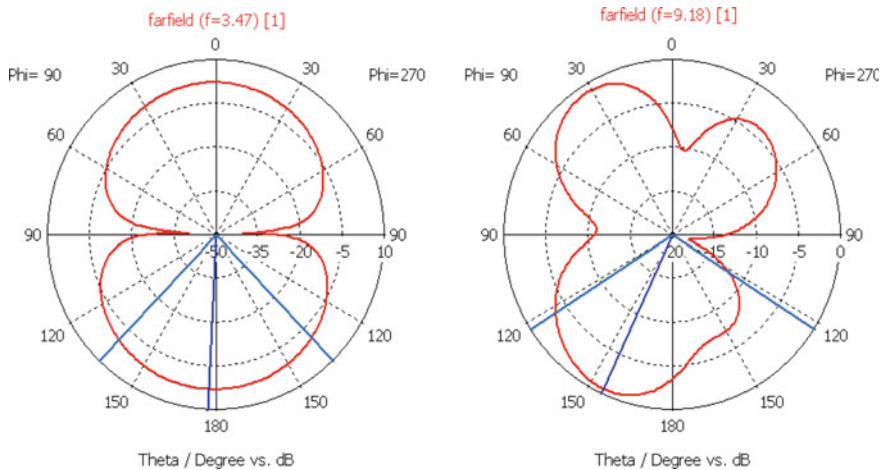 farfield (f=3.47) [1]
0
Phi= 90 30 30 Phi=270
60 60
90 -50 -35 -20 -5 10 90
120 120
150 150
180
Theta / Degree vs. dB
farfield (f=9.18) [1]
0
Phi= 90 30 30 Phi=270
60 60
90 -20 -15 -10 -5 0 90
120 120
150 150
180
Theta / Degree vs. dB